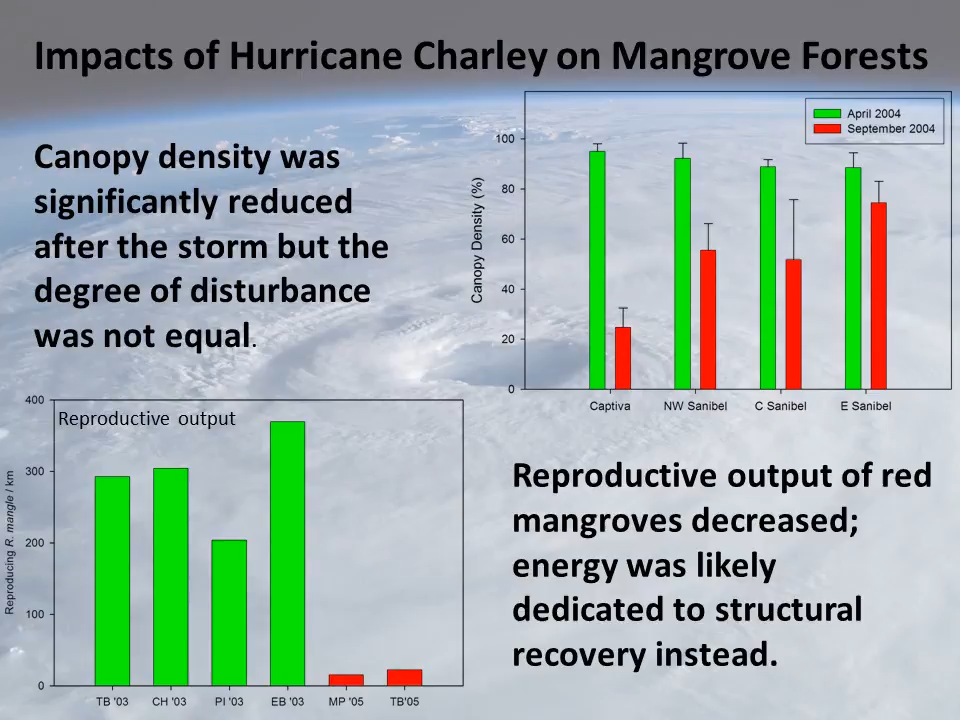 Impacts of Hurricane Charley on Mangrove Forests
Canopy density was
significantly reduced
after the storm but the
degree of disturbance
was not equal.
April 2004
September 2004
Canopy Density (%)
100
80
60
40
20
0
Captiva NW Sanibel C Sanibel E Sanibel
Reproductive output
Reproducing R. mangle / km
400
300
200
100
0
TB '03 CH '03 PI '03 EB '03 MP '05 TB'05
Reproductive output of red
mangroves decreased;
energy was likely
dedicated to structural
recovery instead.